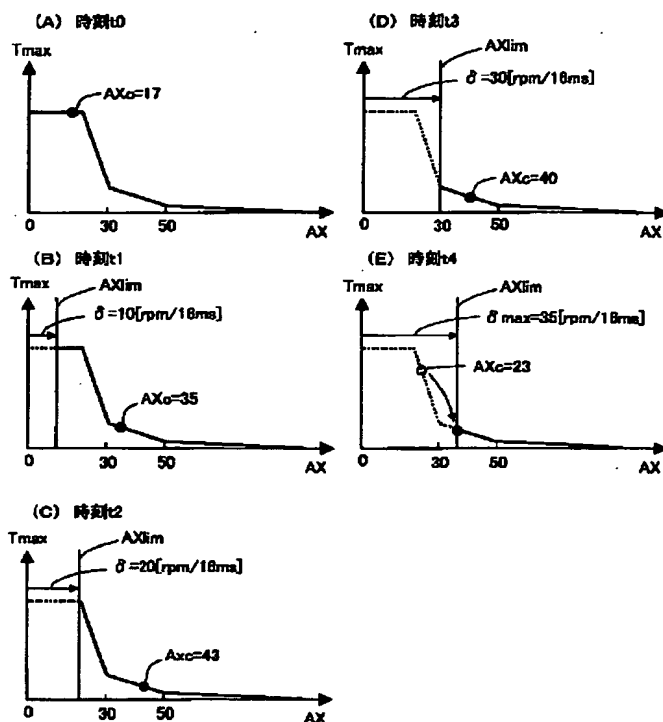 (A) 時刻t0
Tmax
AXc=17
0
30
50
AX
(B) 時刻t1
Tmax
AXlim
δ=10[rpm/16ms]
AXc=35
0
30
50
AX
(C) 時刻t2
Tmax
AXlim
δ=20[rpm/16ms]
Axc=43
0
30
50
AX
(D) 時刻t3
Tmax
AXlim
δ=30[rpm/16ms]
AXc=40
0
30
50
AX
(E) 時刻t4
Tmax
AXlim
δmax=35[rpm/16ms]
AXc=23
0
30
50
AX